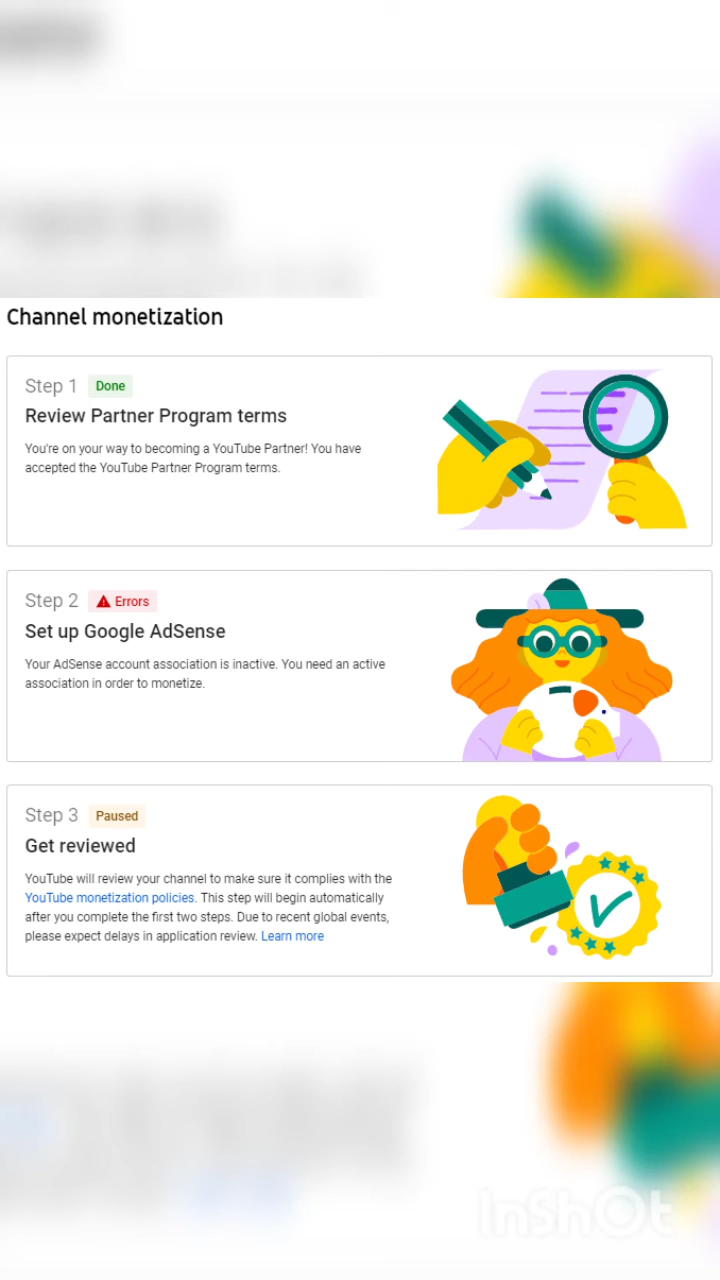 Channel monetization
Step 1 Done
Review Partner Program terms
You're on your way to becoming a YouTube Partner! You have
accepted the YouTube Partner Program terms.
Step 2 Errors
Set up Google AdSense
Your AdSense account association is inactive. You need an active
association in order to monetize.
Step 3 Paused
Get reviewed
YouTube will review your channel to make sure it complies with the
YouTube monetization policies. This step will begin automatically
after you complete the first two steps. Due to recent global events,
please expect delays in application review. Learn more
InShOt